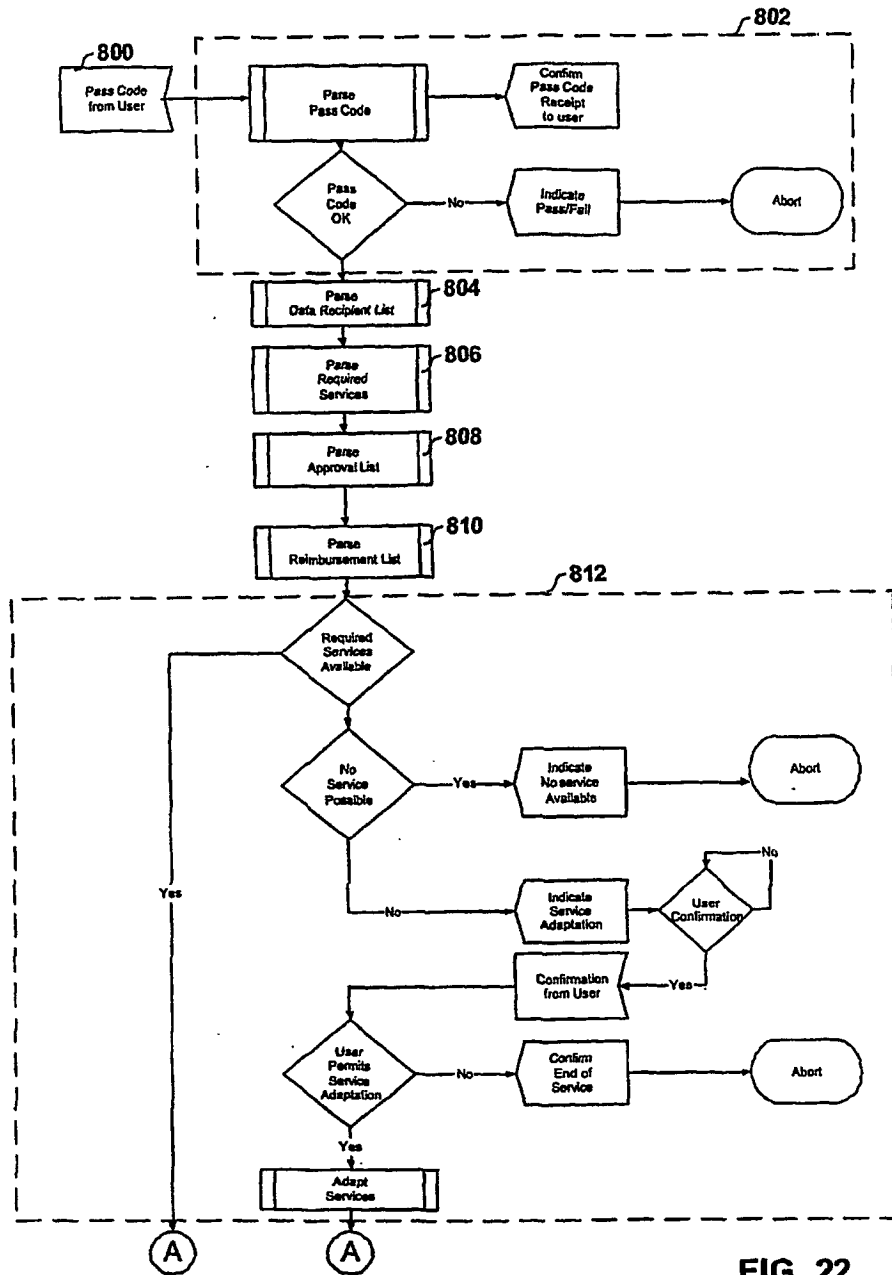 802
800
Pass Code
from User
Parse
Pass Code
Confirm
Pass Code
Receipt
to user
Pass
Code
OK
No
Indicate
Pass/Fail
Abort
Parse
Data Recipient List
804
Parse
Required
Services
806
Parse
Approval List
808
Parse
Reimbursement List
810
812
Required
Services
Available
No
Service
Possible
Yes
Indicate
No service
Available
Abort
Yes
No
Indicate
Service
Adaptation
User
Confirmation
No
Confirmation
from User
Yes
User
Permits
Service
Adaptation
No
Confirm
End of
Service
Abort
Yes
Adapt
Services
A
A
FIG. 22